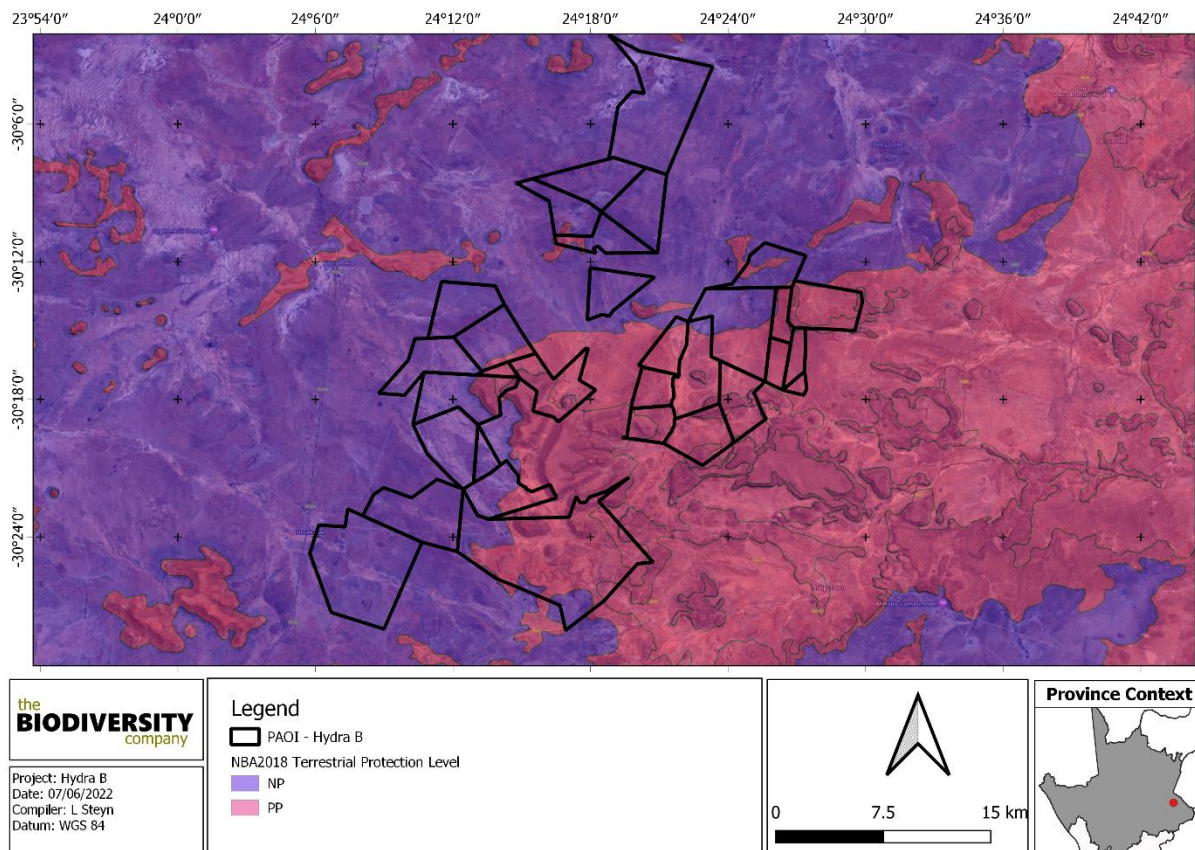 23°54'0" 24°0'0" 24°6'0" 24°12'0" 24°18'0" 24°24'0" 24°30'0" 24°36'0" 24°42'0"
-30°6'0"
-30°12'0"
-30°18'0"
-30°24'0"
the
BIODIVERSITY
company
Project: Hydra B
Date: 07/06/2022
Compiler: L Steyn
Datum: WGS 84
Legend
PAOI - Hydra B
NBA2018 Terrestrial Protection Level
NP
PP
0 7.5 15 km
Province Context